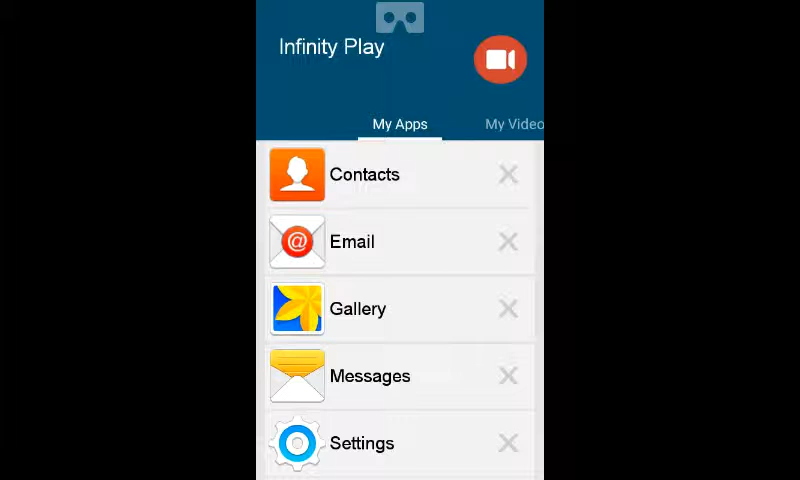 Infinity Play
My Apps
My Video
Contacts
Email
@
Gallery
Messages
Settings